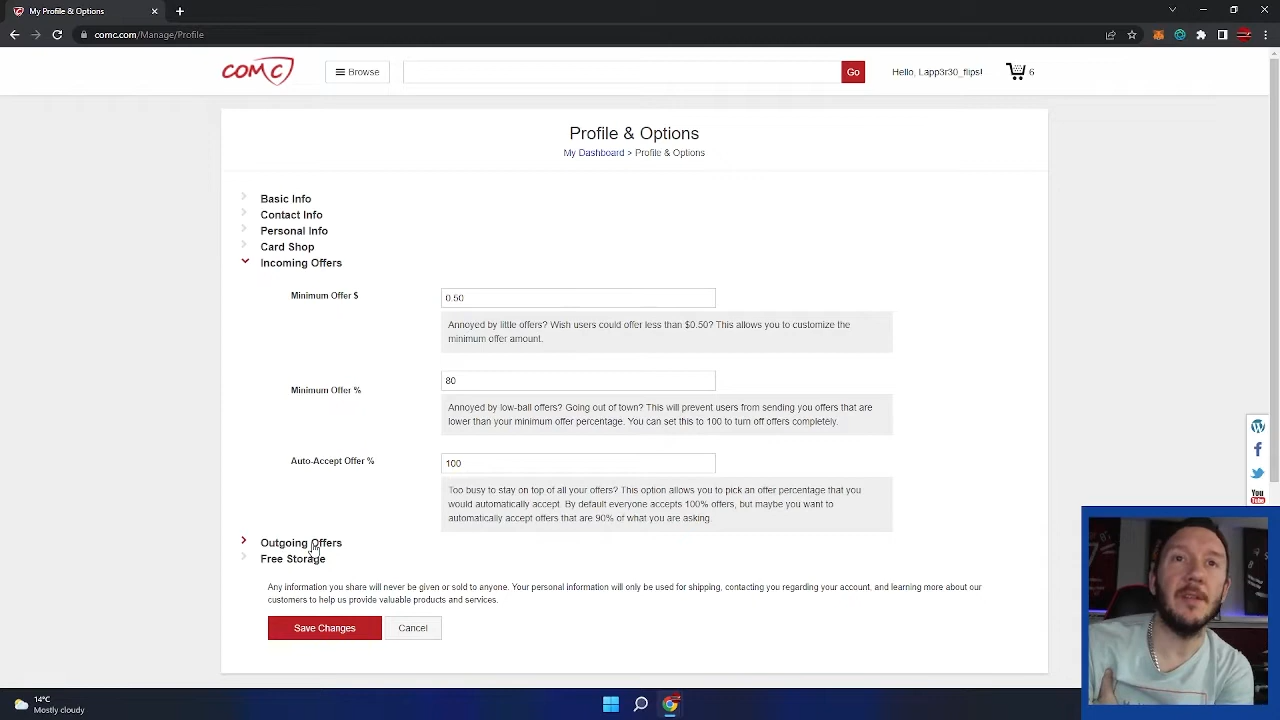 My Profile & Options
comc.com/Manage/Profile
COMC
Browse
Go
Hello, Lapp3r30_flips!
6
Profile & Options
My Dashboard > Profile & Options
Basic Info
Contact Info
Personal Info
Card Shop
Incoming Offers
Minimum Offer $
0.50
Annoyed by little offers? Wish users could offer less than $0.50? This allows you to customize the
minimum offer amount.
Minimum Offer %
80
Annoyed by low-ball offers? Going out of town? This will prevent users from sending you offers that are
lower than your minimum offer percentage. You can set this to 100 to turn off offers completely.
Auto-Accept Offer %
100
Too busy to stay on top of all your offers? This option allows you to pick an offer percentage that you
would automatically accept. By default everyone accepts 100% offers, but maybe you want to
automatically accept offers that are 90% of what you are asking.
Outgoing Offers
Free Storage
Any information you share will never be given or sold to anyone. Your personal information will only be used for shipping, contacting you regarding your account, and learning more about our
customers to help us provide valuable products and services.
Save Changes
Cancel
You
Tube
14°C
Mostly cloudy